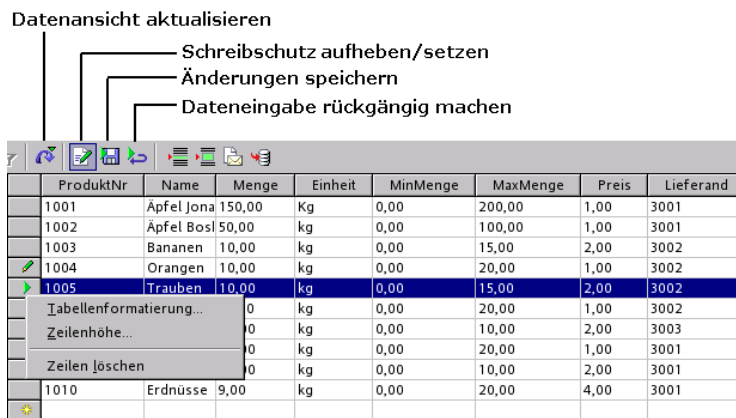 Datenansicht aktualisieren
Schreibschutz aufheben/setzen
Änderungen speichern
Dateneingabe rückgängig machen
ProduktNr Name Menge Einheit MinMenge MaxMenge Preis Lieferand
1001 Äpfel Jona 150,00 Kg 0,00 200,00 1,00 3001
1002 Äpfel Bosl 50,00 kg 0,00 100,00 1,00 3001
1003 Bananen 10,00 kg 0,00 15,00 2,00 3002
1004 Orangen 10,00 kg 0,00 20,00 1,00 3002
1005 Trauben 10,00 kg 0,00 15,00 2,00 3002
Tabellenformatierung... 0 kg 0,00 20,00 1,00 3002
Zeilenhöhe... 00 kg 0,00 10,00 2,00 3003
00 kg 0,00 20,00 1,00 3001
Zeilen löschen 00 kg 0,00 10,00 2,00 3001
1010 Erdnüsse 9,00 kg 0,00 20,00 4,00 3001